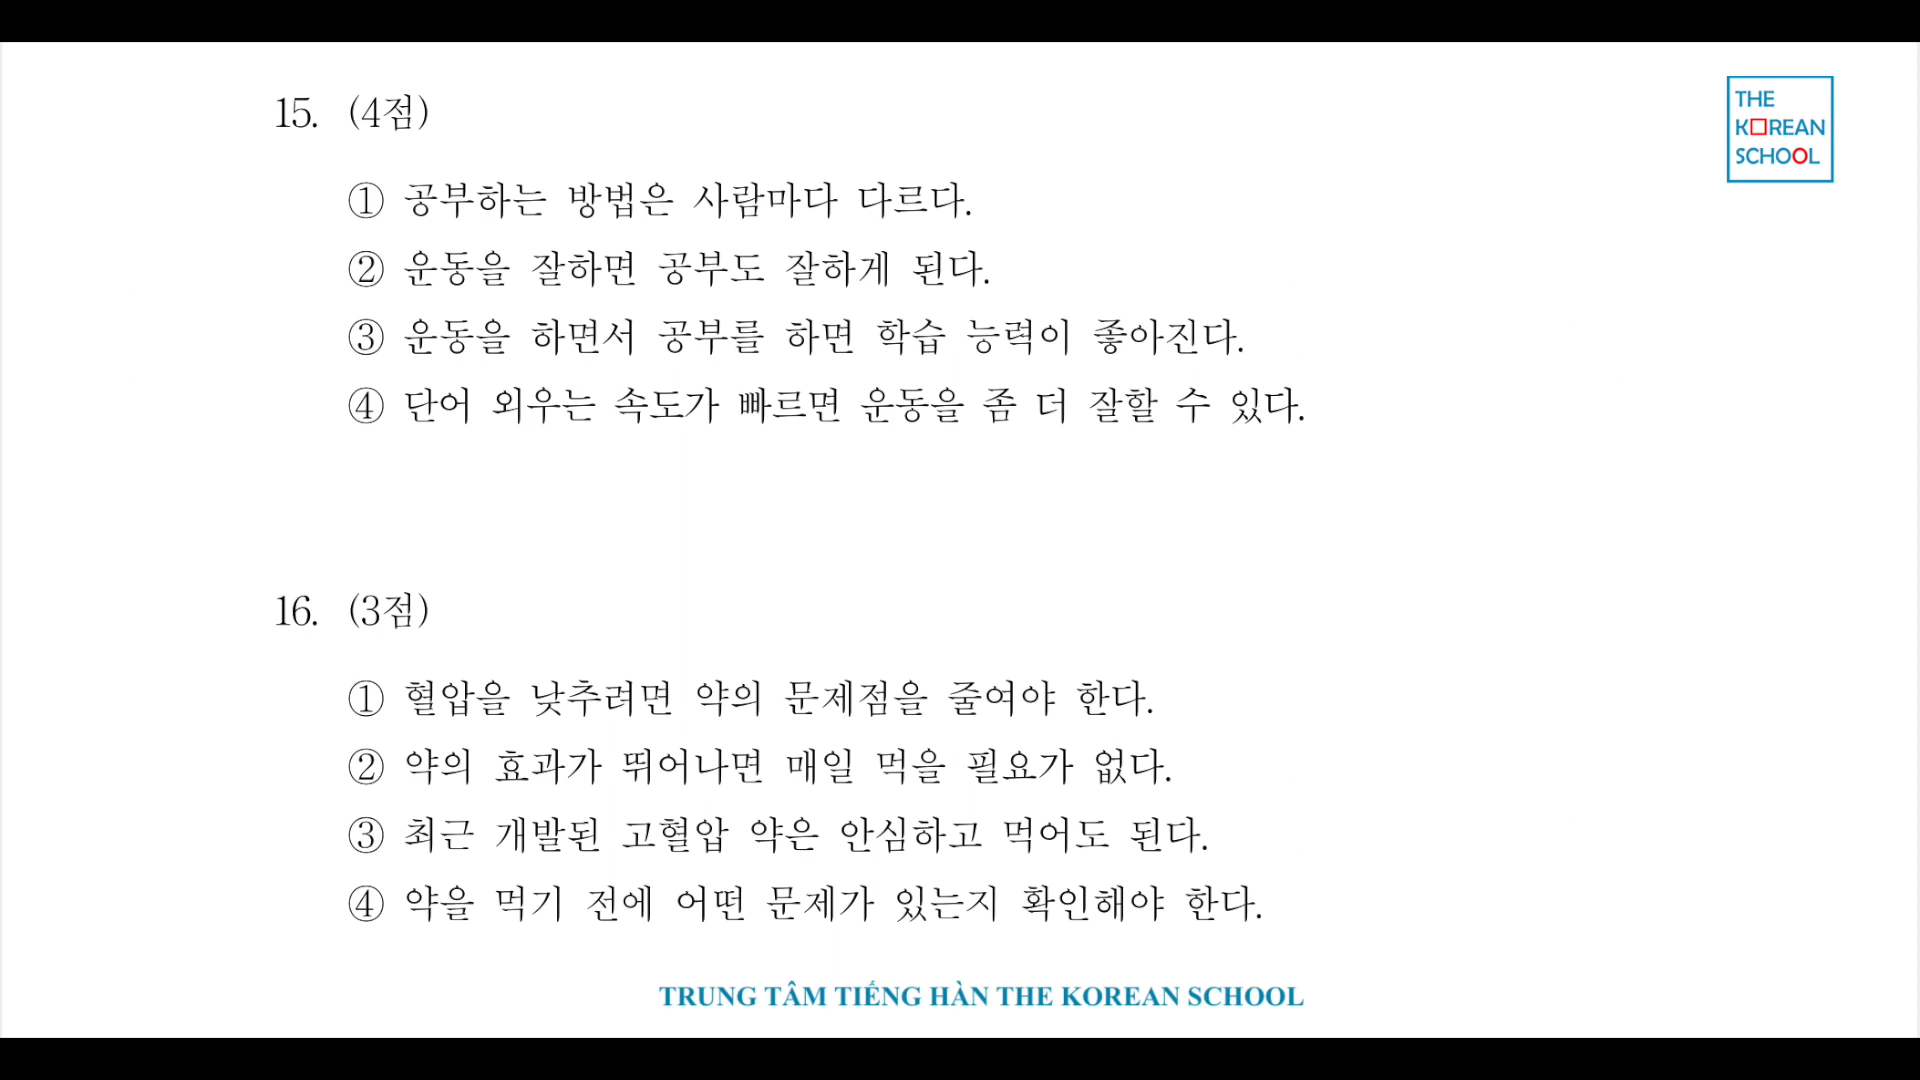 15. (4점)
① 공부하는 방법은 사람마다 다르다.
② 운동을 잘하면 공부도 잘하게 된다.
③ 운동을 하면서 공부를 하면 학습 능력이 좋아진다.
④ 단어 외우는 속도가 빠르면 운동을 좀 더 잘할 수 있다.
16. (3점)
① 혈압을 낮추려면 약의 문제점을 줄여야 한다.
② 약의 효과가 뛰어나면 매일 먹을 필요가 없다.
③ 최근 개발된 고혈압 약은 안심하고 먹어도 된다.
④ 약을 먹기 전에 어떤 문제가 있는지 확인해야 한다.
THE
KOREAN
SCHOOL
TRUNG TÂM TIẾNG HÀN THE KOREAN SCHOOL